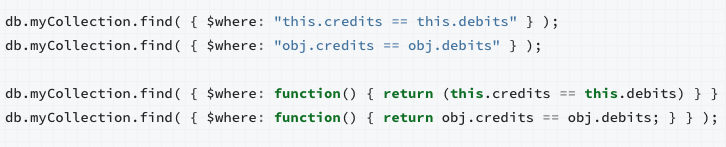 db.myCollection.find( { $where: "this.credits == this.debits" } );
db.myCollection.find( { $where: "obj.credits == obj.debits" } );
db.myCollection.find( { $where: function() { return (this.credits == this.debits) } }
db.myCollection.find( { $where: function() { return obj.credits == obj.debits; } } );